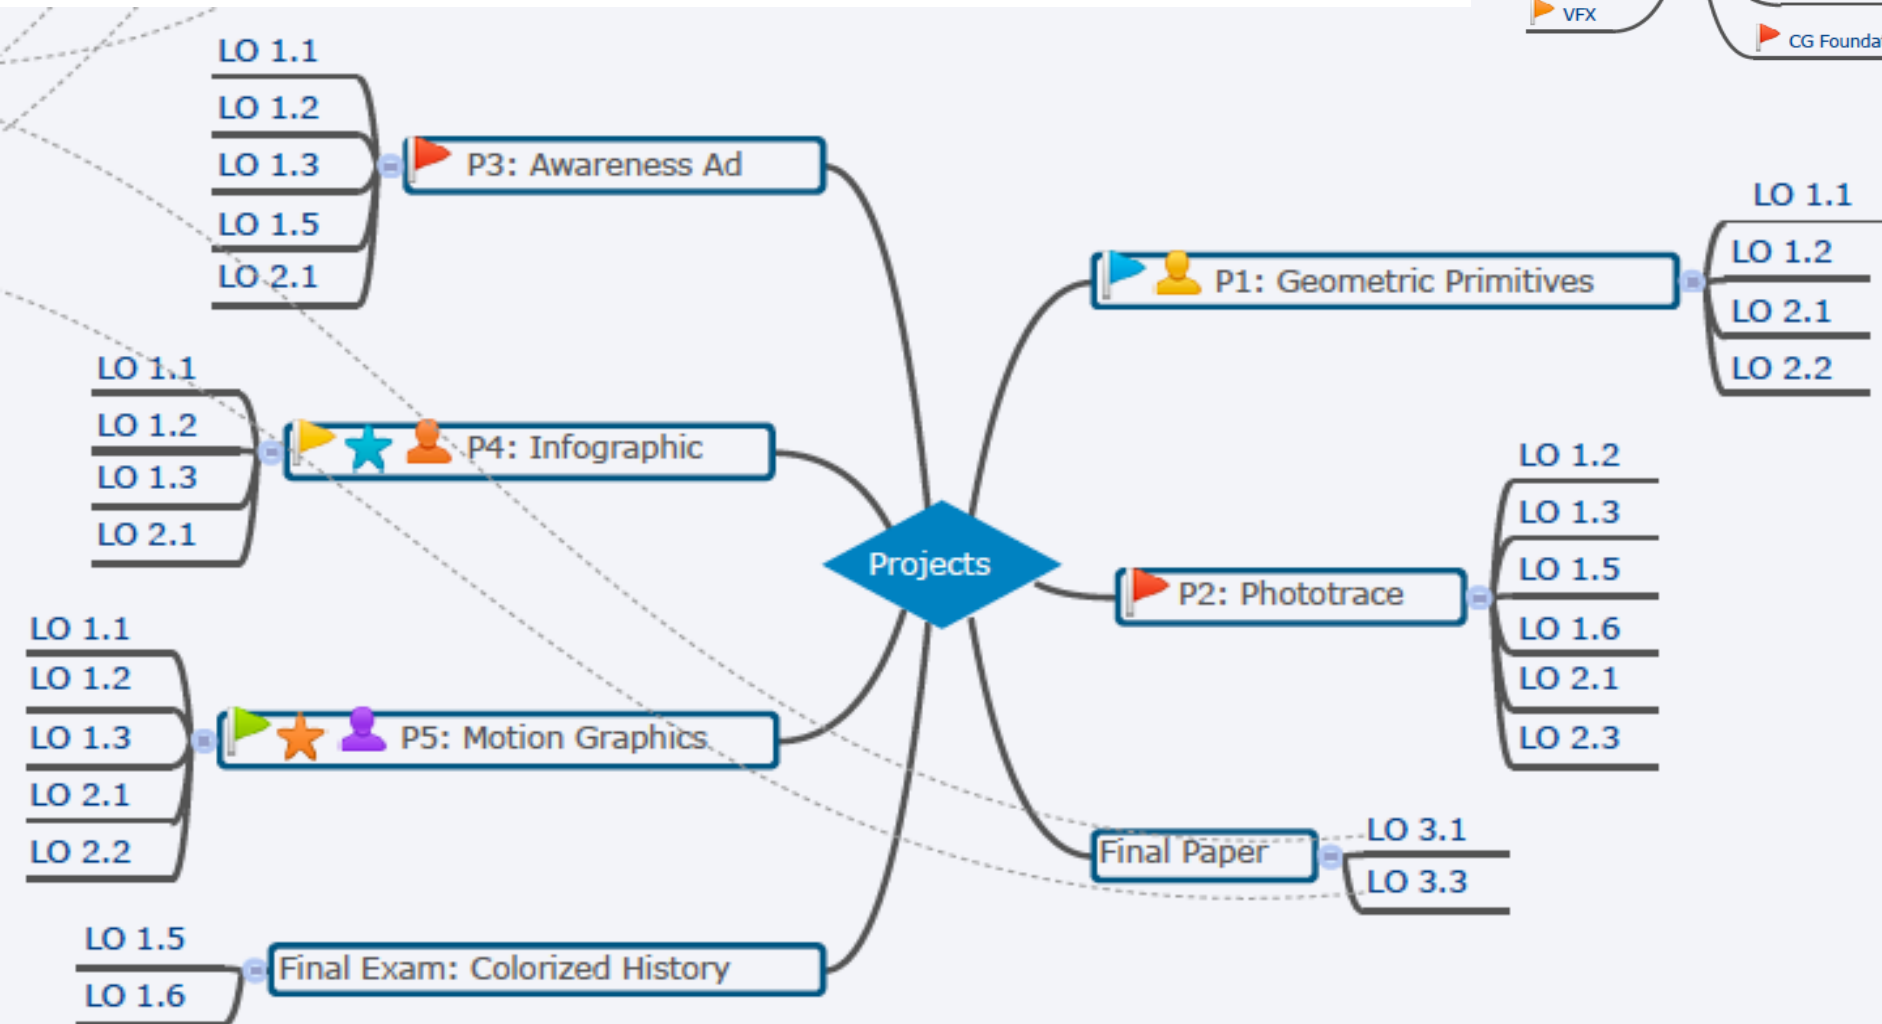 VFX
CG Founda
LO 1.1
LO 1.2
LO 1.3
LO 1.5
LO 2.1
P3: Awareness Ad
P1: Geometric Primitives
LO 1.1
LO 1.2
LO 2.1
LO 2.2
LO 1.1
LO 1.2
LO 1.3
LO 2.1
P4: Infographic
Projects
P2: Phototrace
LO 1.2
LO 1.3
LO 1.5
LO 1.6
LO 2.1
LO 2.3
LO 1.1
LO 1.2
LO 1.3
LO 2.1
LO 2.2
P5: Motion Graphics
Final Paper
LO 3.1
LO 3.3
LO 1.5
LO 1.6
Final Exam: Colorized History